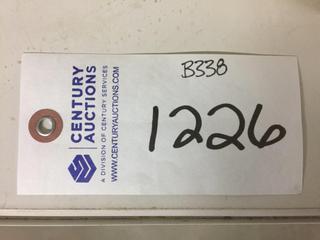 B338
1226
CENTURY
AUCTIONS
A DIVISION OF CENTURY SERVICES
WWW.CENTURYAUCTIONS.COM